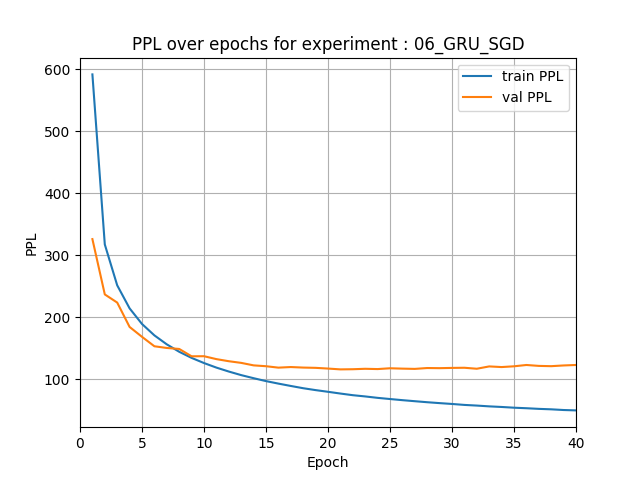 PPL over epochs for experiment : 06_GRU_SGD
train PPL
val PPL
600
500
400
300
200
100
PPL
0 5 10 15 20 25 30 35 40
Epoch